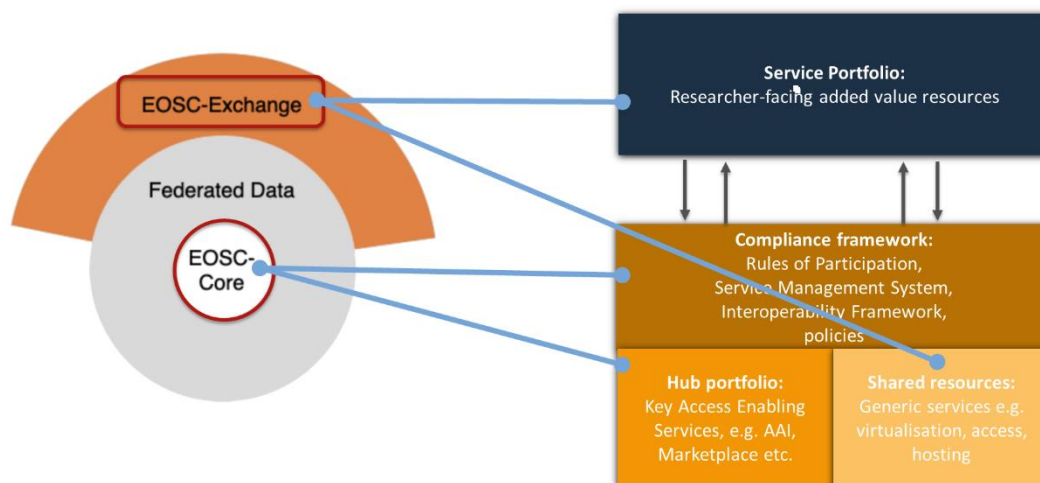 EOSC-Exchange
Federated Data
EOSC-
Core
Service Portfolio:
Researcher-facing added value resources
Compliance framework:
Rules of Participation,
Service Management System,
Interoperability Framework,
policies
Hub portfolio:
Key Access Enabling
Services, e.g. AAI,
Marketplace etc.
Shared resources:
Generic services e.g.
virtualisation, access,
hosting